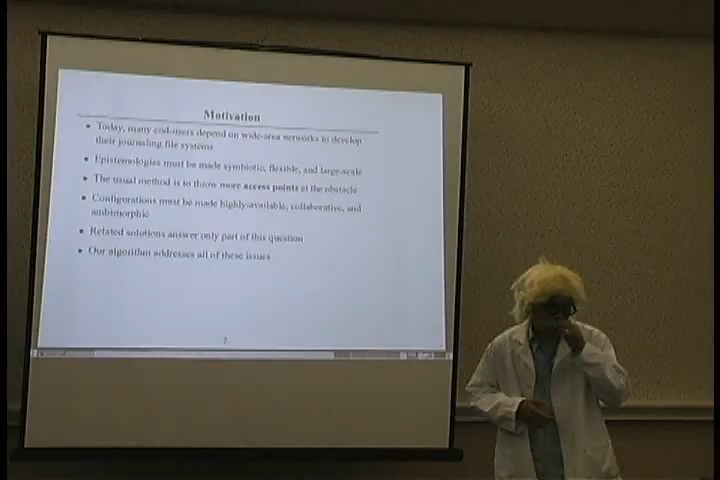 Motivation
• Today, many end-users depend on wide-area networks to develop
their journaling file systems
• Epistemologies must be made symbiotic, flexible, and large-scale
• The usual method is to throw more access points at the obstacle
• Configurations must be made highly-available, collaborative, and
ambimorphic
• Related solutions answer only part of this question
• Our algorithm addresses all of these issues